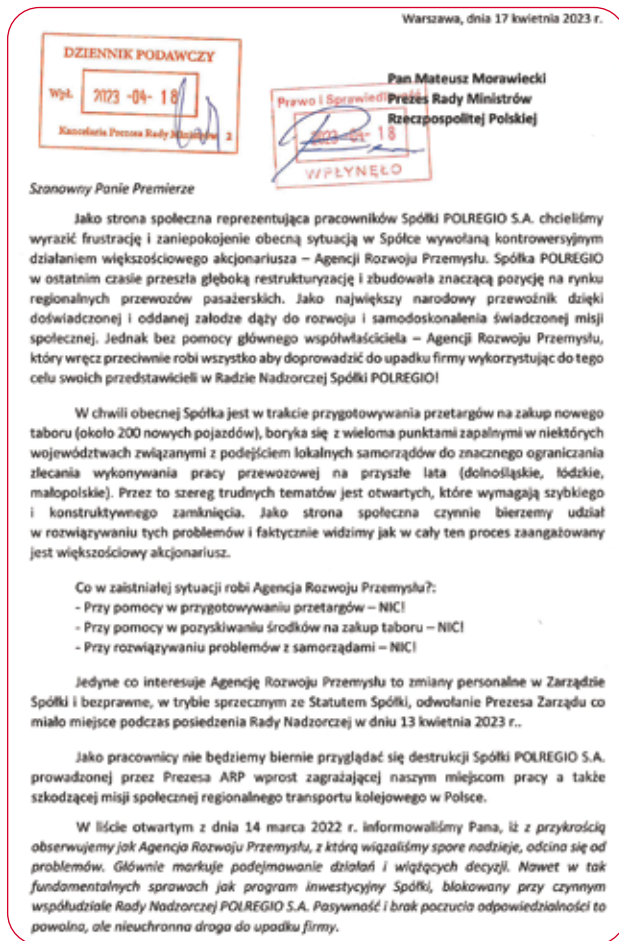 Warszawa, dnia 17 kwietnia 2023 r.
DZIENNIK PODAWCZY
Wpł. 2023 -04- 18
Kancelaria Prezesa Rady Ministrów 2
Pan Mateusz Morawiecki
Prezes Rady Ministrów
Rzeczpospolitej Polskiej
Prawo i Sprawiedliwość
2023 -04- 18
WPŁYNĘŁO
Szanowny Panie Premierze
Jako strona społeczna reprezentująca pracowników Spółki POLREGIO S.A. chcieliśmy
wyrazić frustrację i zaniepokojenie obecną sytuacją w Spółce wywołaną kontrowersyjnym
działaniem większościowego akcjonariusza – Agencji Rozwoju Przemysłu. Spółka POLREGIO
w ostatnim czasie przeszła głęboką restrukturyzację i zbudowała znaczącą pozycję na rynku
regionalnych przewozów pasażerskich. Jako największy narodowy przewoźnik dzięki
doświadczonej i oddanej załodze dąży do rozwoju i samodoskonalenia świadczonej misji
społecznej. Jednak bez pomocy głównego współwłaściciela – Agencji Rozwoju Przemysłu,
który wręcz przeciwnie robi wszystko aby doprowadzić do upadku firmy wykorzystując do tego
celu swoich przedstawicieli w Radzie Nadzorczej Spółki POLREGIO!
W chwili obecnej Spółka jest w trakcie przygotowywania przetargów na zakup nowego
taboru (około 200 nowych pojazdów), boryka się z wieloma punktami zapalnymi w niektórych
województwach związanymi z podejściem lokalnych samorządów do znacznego ograniczania
zlecania wykonywania pracy przewozowej na przyszłe lata (dolnośląskie, łódzkie,
małopolskie). Przez to szereg trudnych tematów jest otwartych, które wymagają szybkiego
i konstruktywnego zamknięcia. Jako strona społeczna czynnie bierzemy udział
w rozwiązywaniu tych problemów i faktycznie widzimy jak w cały ten proces zaangażowany
jest większościowy akcjonariusz.
Co w zaistniałej sytuacji robi Agencja Rozwoju Przemysłu?:
- Przy pomocy w przygotowywaniu przetargów – NIC!
- Przy pomocy w pozyskiwaniu środków na zakup taboru – NIC!
- Przy rozwiązywaniu problemów z samorządami – NIC!
Jedyne co interesuje Agencję Rozwoju Przemysłu to zmiany personalne w Zarządzie
Spółki i bezprawne, w trybie sprzecznym ze Statutem Spółki, odwołanie Prezesa Zarządu co
miało miejsce podczas posiedzenia Rady Nadzorczej w dniu 13 kwietnia 2023 r..
Jako pracownicy nie będziemy biernie przyglądać się destrukcji Spółki POLREGIO S.A.
prowadzonej przez Prezesa ARP wprost zagrażającej naszym miejscom pracy a także
szkodzącej misji społecznej regionalnego transportu kolejowego w Polsce.
W liście otwartym z dnia 14 marca 2022 r. informowaliśmy Pana, iż z przykrością
obserwujemy jak Agencja Rozwoju Przemysłu, z którą wiązaliśmy spore nadzieje, odcina się od
problemów. Głównie markuje podejmowanie działań i wiążących decyzji. Nawet w tak
fundamentalnych sprawach jak program inwestycyjny Spółki, blokowany przy czynnym
współudziale Rady Nadzorczej POLREGIO S.A. Pasywność i brak poczucia odpowiedzialności to
powolna, ale nieuchronna droga do upadku firmy.